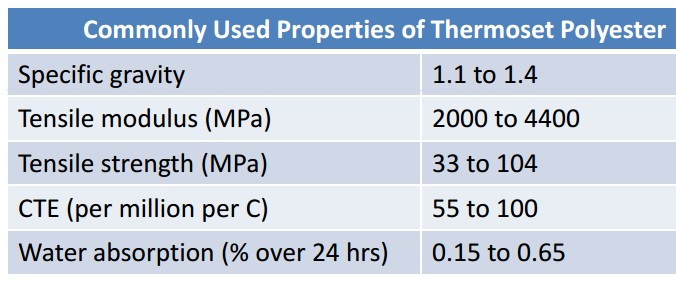 Commonly Used Properties of Thermoset Polyester
Specific gravity 1.1 to 1.4
Tensile modulus (MPa) 2000 to 4400
Tensile strength (MPa) 33 to 104
CTE (per million per C) 55 to 100
Water absorption (% over 24 hrs) 0.15 to 0.65